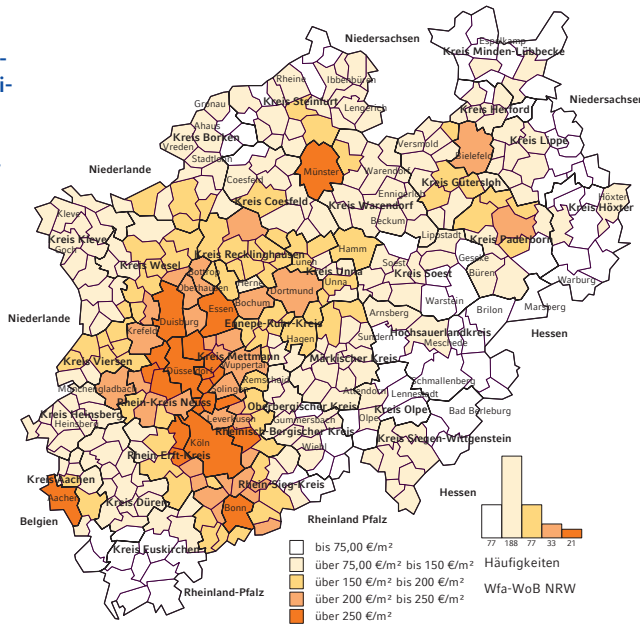 -
i-
Niedersachsen
Espelkamp
Kreis Minden-Lübbecke
Rheine
Ibbenbüren
Niedersachsen
Gronau
Kreis Steinfurt
Lengerich
Kreis Herford
Ahaus
Kreis Borken
Vreden
Versmold
Kreis Lippe
Stadtlohn
Bielefeld
Niederlande
Münster
Warendorf
Coesfeld
Kreis Gütersloh
Ennigerloh
Höxter
Kreis Coesfeld
Kreis Warendorf
Kreis Höxter
Kleve
Beckum
Kreis Kleve
Lippstadt
Kreis Paderborn
Goch
Kreis Recklinghausen
Hamm
Geseke
Kreis Wesel
Lünen
Soest
Bottrop
Kreis Unna
Kreis Soest
Büren
Oberhausen
Herne
Unna
Warburg
Dortmund
Essen
Bochum
Warstein
Marsberg
Niederlande
Duisburg
Arnsberg
Brilon
Ennepe-Ruhr-Kreis
Krefeld
Hochsauerlandkreis
Hessen
Hagen
Sundern
Meschede
Kreis Viersen
Kreis Mettmann
Märkischer Kreis
Düsseldorf
Wuppertal
Remscheid
Schmallenberg
Mönchengladbach
Solingen
Attendorn
Lennestadt
Rhein-Kreis Neuss
Oberbergischer Kreis
Kreis Olpe
Bad Berleburg
Kreis Heinsberg
Leverkusen
Gummersbach
Olpe
Heinsberg
Rheinisch-Bergischer Kreis
Köln
Kreis Siegen-Wittgenstein
Wiehl
Rhein-Erft-Kreis
Kreis Aachen
Rhein-Sieg-Kreis
Hessen
Aachen
Kreis Düren
Bonn
Belgien
Rheinland Pfalz
Kreis Euskirchen
Rheinland-Pfalz
bis 75,00 €/m²
über 75,00 €/m² bis 150 €/m²
über 150 €/m² bis 200 €/m²
über 200 €/m² bis 250 €/m²
über 250 €/m²
77 188 77 33 21
Häufigkeiten
Wfa-WoB NRW